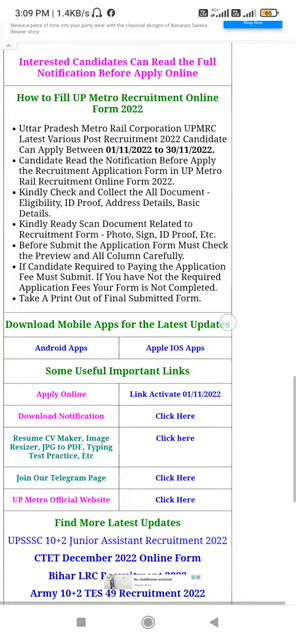 3:09 PM | 1.4KB/s
65
Weave a piece of time into your party wear with the classical designs of Banarasi Sarees.
Weaver story
Shop Now
Interested Candidates Can Read the Full
Notification Before Apply Online
How to Fill UP Metro Recruitment Online
Form 2022
• Uttar Pradesh Metro Rail Corporation UPMRC
Latest Various Post Recruitment 2022 Candidate
Can Apply Between 01/11/2022 to 30/11/2022.
• Candidate Read the Notification Before Apply
the Recruitment Application Form in UP Metro
Rail Recruitment Online Form 2022.
• Kindly Check and Collect the All Document -
Eligibility, ID Proof, Address Details, Basic
Details.
• Kindly Ready Scan Document Related to
Recruitment Form - Photo, Sign, ID Proof, Etc.
• Before Submit the Application Form Must Check
the Preview and All Column Carefully.
• If Candidate Required to Paying the Application
Fee Must Submit. If You have Not the Required
Application Fees Your Form is Not Completed.
• Take A Print Out of Final Submitted Form.
Download Mobile Apps for the Latest Updates
Android Apps Apple IOS Apps
Some Useful Important Links
Apply Online Link Activate 01/11/2022
Download Notification Click Here
Resume CV Maker, Image
Resizer, JPG to PDF, Typing
Test Practice, Etc Click here
Join Our Telegram Page Click Here
UP Metro Official Website Click Here
Find More Latest Updates
UPSSSC 10+2 Junior Assistant Recruitment 2022
CTET December 2022 Online Form
Bihar LRC Recruitment 2022
Army 10+2 TES 49 Recruitment 2022